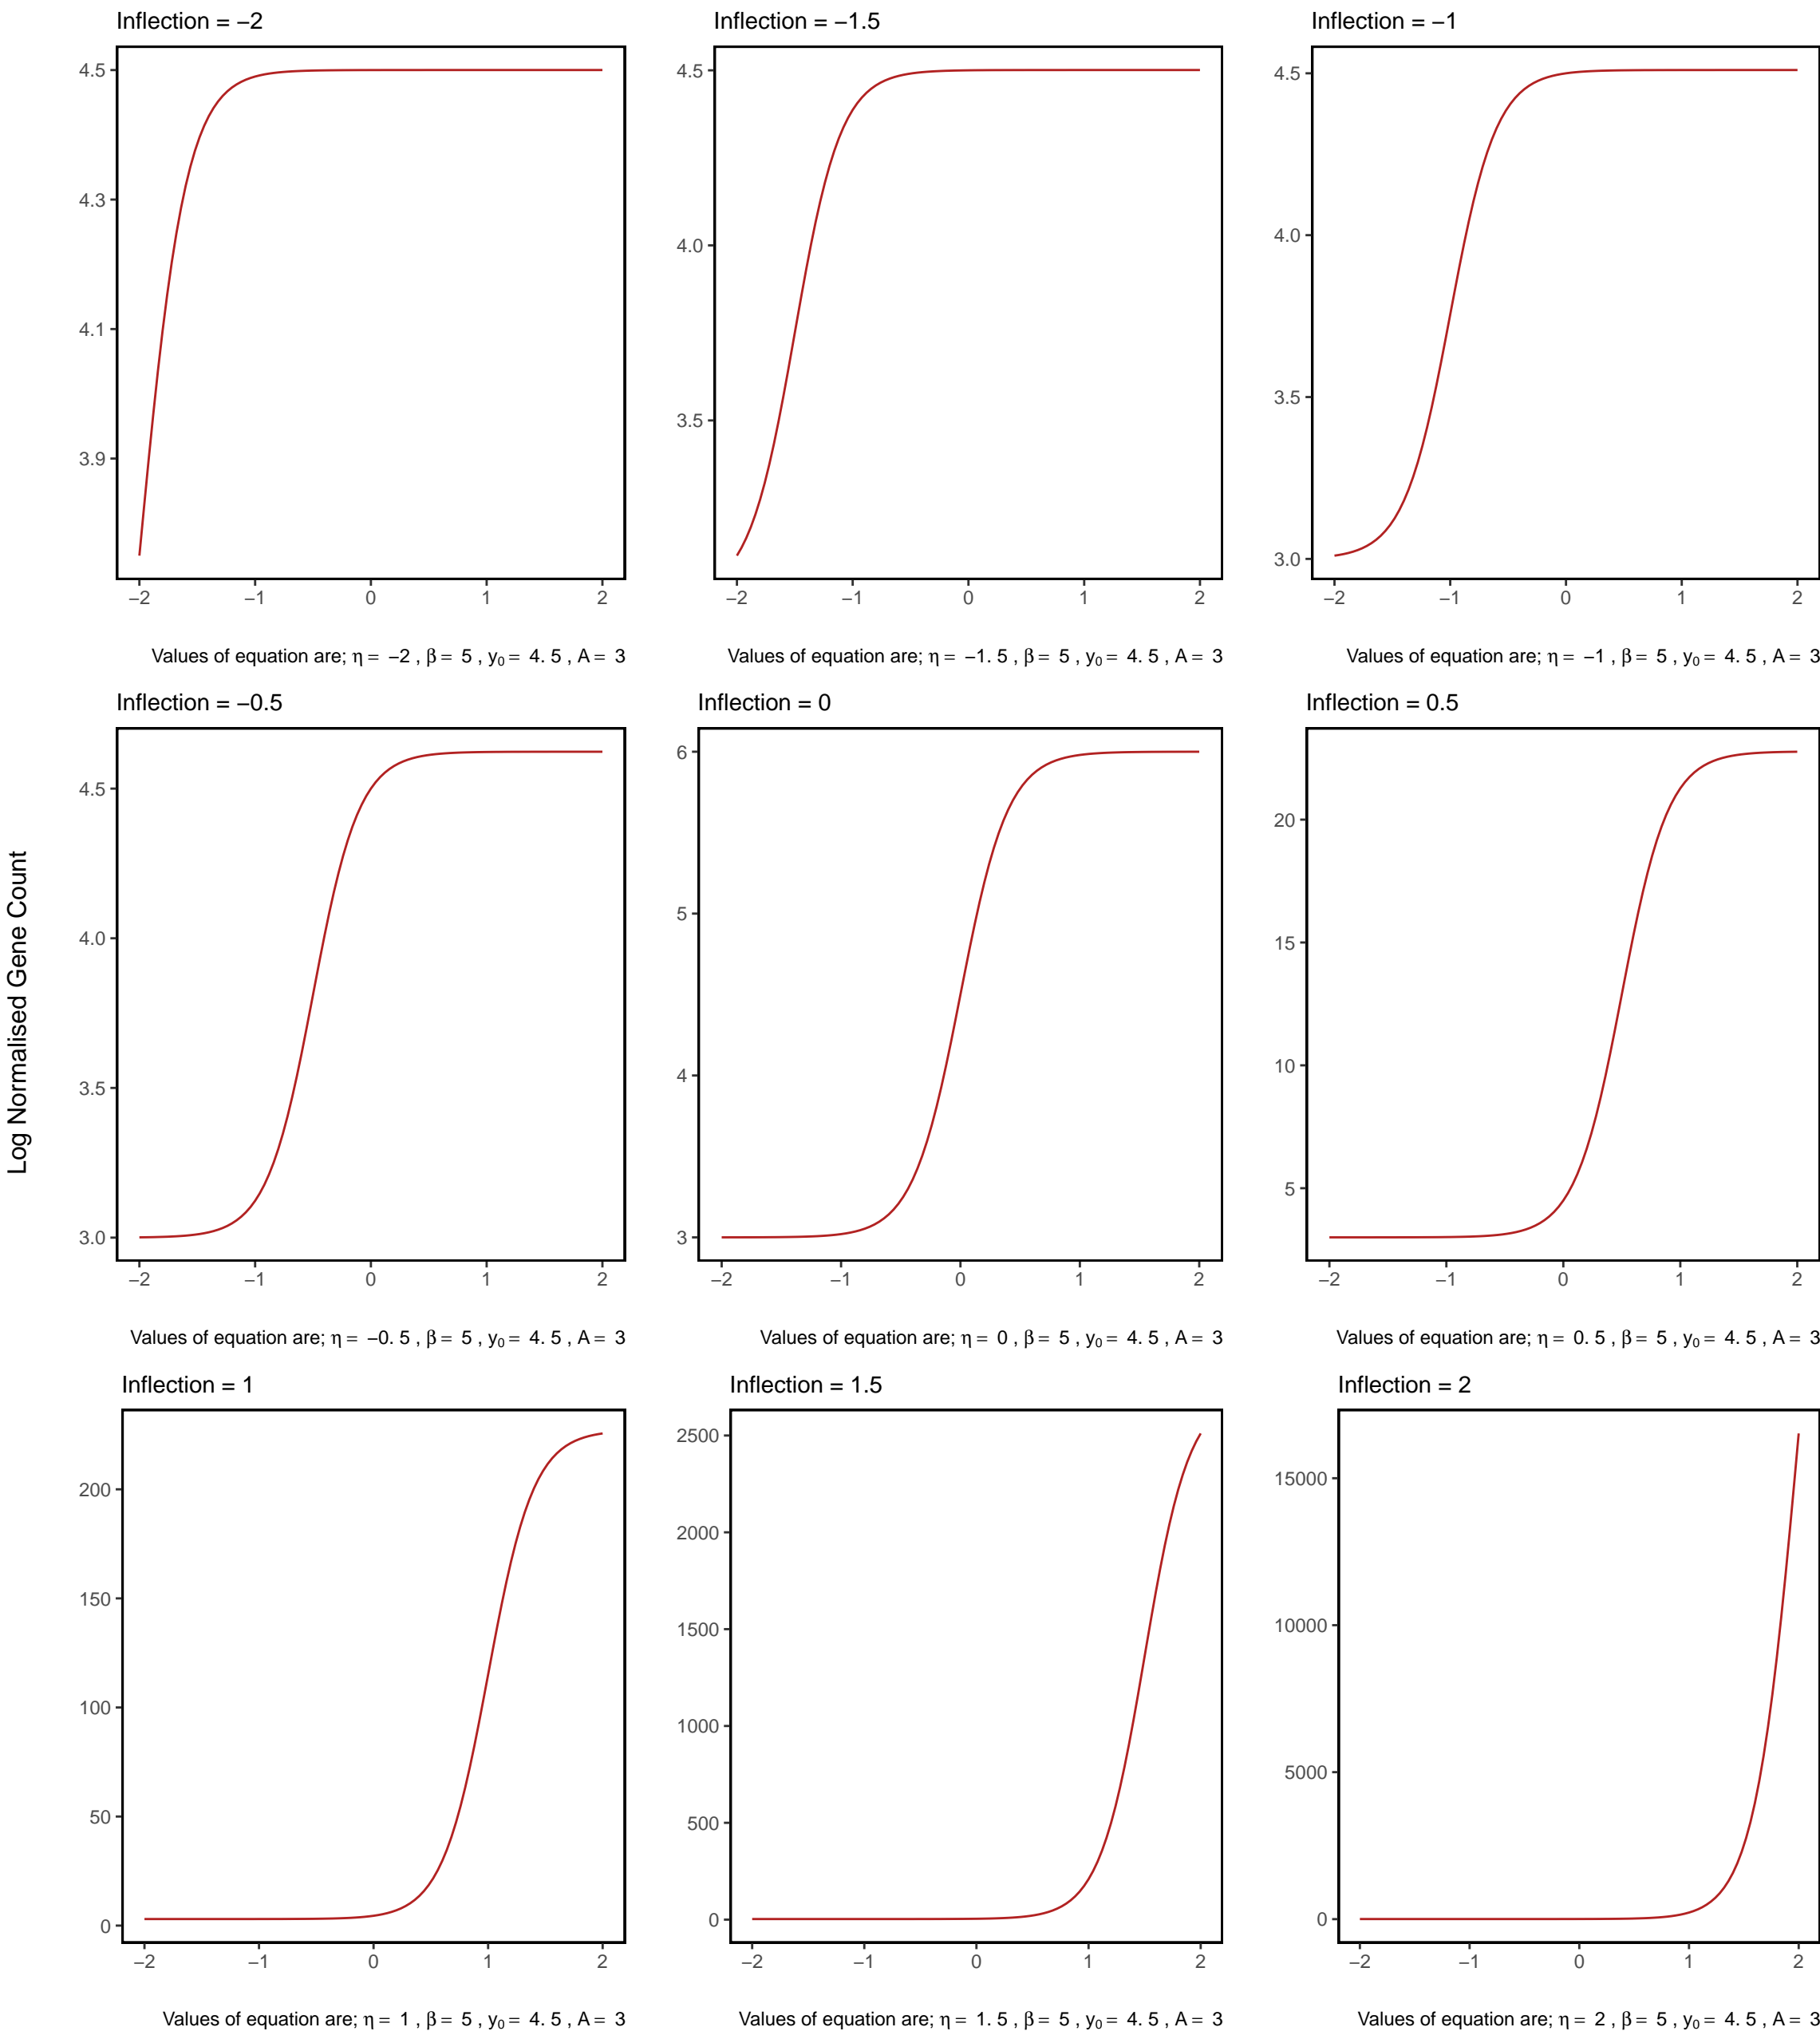 Inflection = −2
4.5
4.3
4.1
3.9
−2 −1 0 1 2
Values of equation are; η = −2 , β = 5 , y₀ = 4. 5 , A = 3
Inflection = −1.5
4.5
4.0
3.5
−2 −1 0 1 2
Values of equation are; η = −1. 5 , β = 5 , y₀ = 4. 5 , A = 3
Inflection = −1
4.5
4.0
3.5
3.0
−2 −1 0 1 2
Values of equation are; η = −1 , β = 5 , y₀ = 4. 5 , A = 3
Log Normalised Gene Count
Inflection = −0.5
4.5
4.0
3.5
3.0
−2 −1 0 1 2
Values of equation are; η = −0. 5 , β = 5 , y₀ = 4. 5 , A = 3
Inflection = 0
6
5
4
3
−2 −1 0 1 2
Values of equation are; η = 0 , β = 5 , y₀ = 4. 5 , A = 3
Inflection = 0.5
20
15
10
5
−2 −1 0 1 2
Values of equation are; η = 0. 5 , β = 5 , y₀ = 4. 5 , A = 3
Inflection = 1
200
150
100
50
0
−2 −1 0 1 2
Values of equation are; η = 1 , β = 5 , y₀ = 4. 5 , A = 3
Inflection = 1.5
2500
2000
1500
1000
500
0
−2 −1 0 1 2
Values of equation are; η = 1. 5 , β = 5 , y₀ = 4. 5 , A = 3
Inflection = 2
15000
10000
5000
0
−2 −1 0 1 2
Values of equation are; η = 2 , β = 5 , y₀ = 4. 5 , A = 3